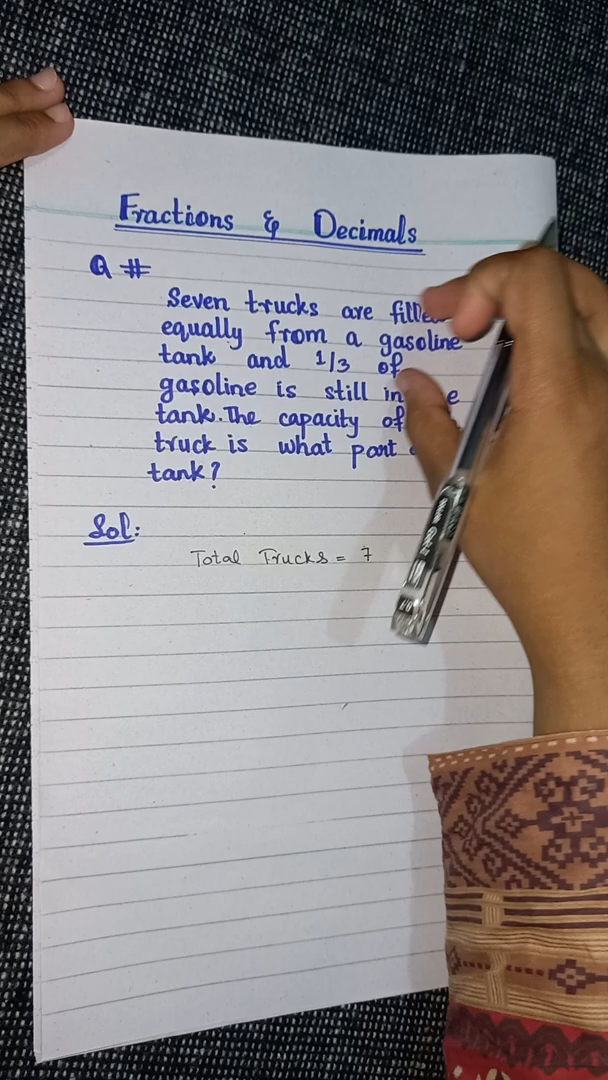 Fractions & Decimals
Q #
Seven trucks are
equally from a gasoline
tank and 1/3 of
gasoline is still in
tank. The capacity of
truck is what part
tank?
Sol:
Total Trucks = 7